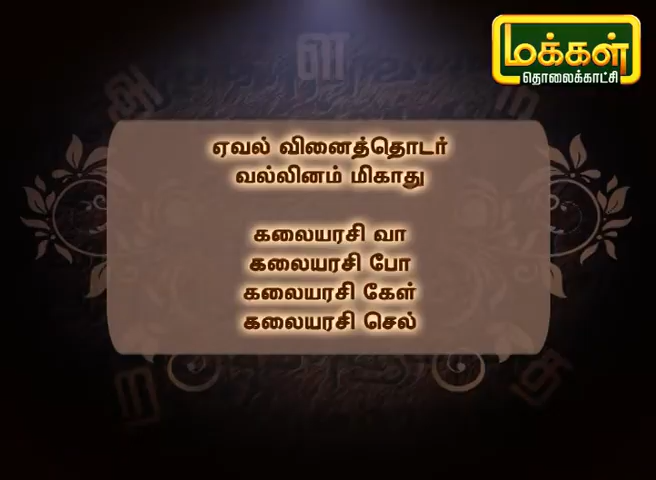 மக்கள்
தொலைக்காட்சி
ஏவல் வினைத்தொடர்
வல்லினம் மிகாது
கலையரசி வா
கலையரசி போ
கலையரசி கேள்
கலையரசி செல்
ள
அ
ம
ற
த